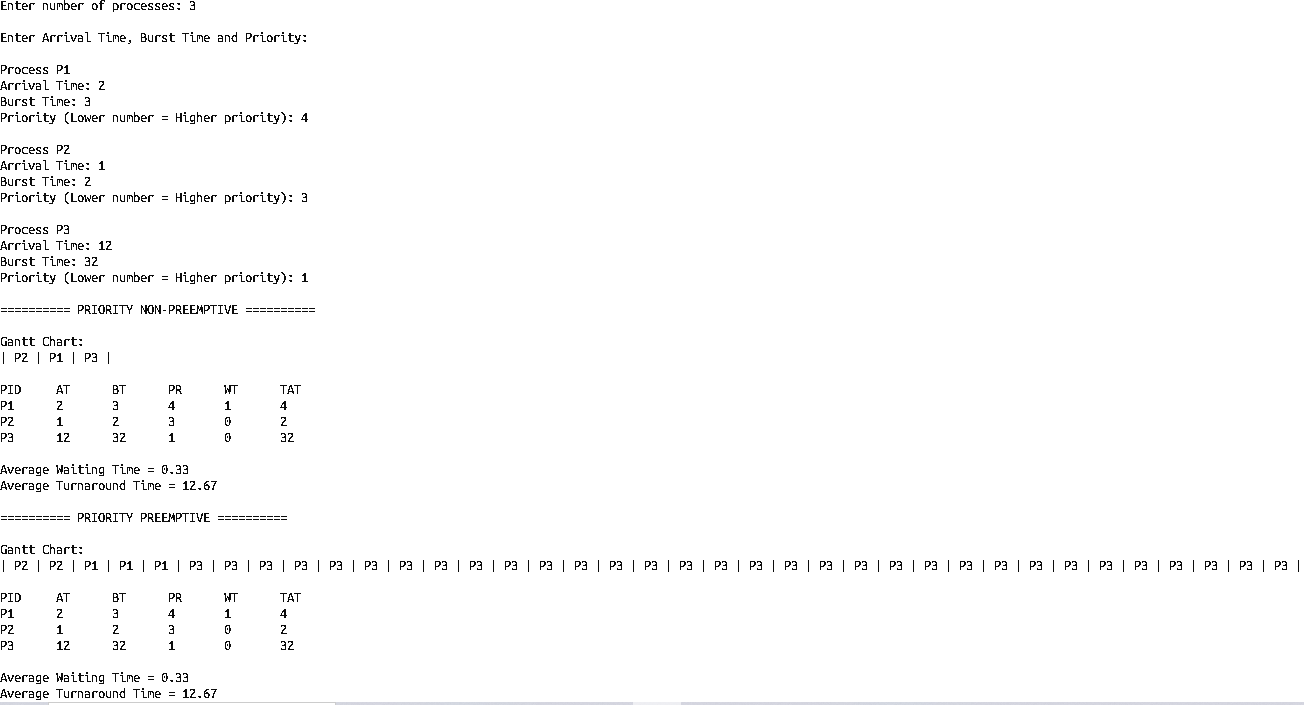 Enter number of processes: 3
Enter Arrival Time, Burst Time and Priority:
Process P1
Arrival Time: 2
Burst Time: 3
Priority (Lower number = Higher priority): 4
Process P2
Arrival Time: 1
Burst Time: 2
Priority (Lower number = Higher priority): 3
Process P3
Arrival Time: 12
Burst Time: 32
Priority (Lower number = Higher priority): 1
========== PRIORITY NON-PREEMPTIVE ==========
Gantt Chart:
| P2 | P1 | P3 |
PID AT BT PR WT TAT
P1 2 3 4 1 4
P2 1 2 3 0 2
P3 12 32 1 0 32
Average Waiting Time = 0.33
Average Turnaround Time = 12.67
========== PRIORITY PREEMPTIVE ==========
Gantt Chart:
| P2 | P2 | P1 | P1 | P1 | P3 | P3 | P3 | P3 | P3 | P3 | P3 | P3 | P3 | P3 | P3 | P3 | P3 | P3 | P3 | P3 | P3 | P3 | P3 | P3 | P3 | P3 | P3 | P3 | P3 | P3 | P3 | P3 | P3 | P3 | P3 | P3 |
PID AT BT PR WT TAT
P1 2 3 4 1 4
P2 1 2 3 0 2
P3 12 32 1 0 32
Average Waiting Time = 0.33
Average Turnaround Time = 12.67